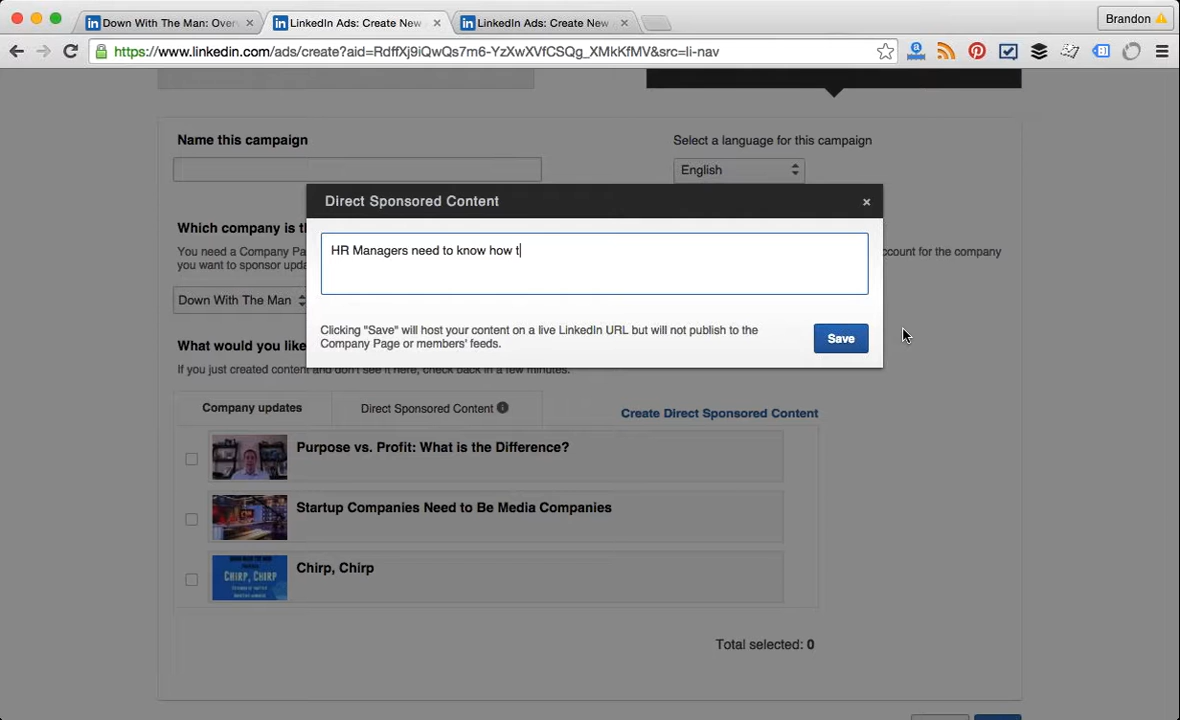 Down With The Man: Over
LinkedIn Ads: Create New
LinkedIn Ads: Create New
Brandon
https://www.linkedin.com/ads/create?aid=RdffXj9iQwQs7m6-YzXwXVfCSQg_XMkKfMV&src=li-nav
Name this campaign
Select a language for this campaign
English
Direct Sponsored Content
×
Which company is th
HR Managers need to know how t
You need a Company Pa
ccount for the company
you want to sponsor upda
Down With The Man
Clicking "Save" will host your content on a live LinkedIn URL but will not publish to the
Company Page or members' feeds.
Save
What would you like
If you just created content and don't see it here, check back in a few minutes.
Company updates
Direct Sponsored Content
Create Direct Sponsored Content
Purpose vs. Profit: What is the Difference?
Startup Companies Need to Be Media Companies
CHIRP, CHIRP
Chirp, Chirp
Total selected: 0